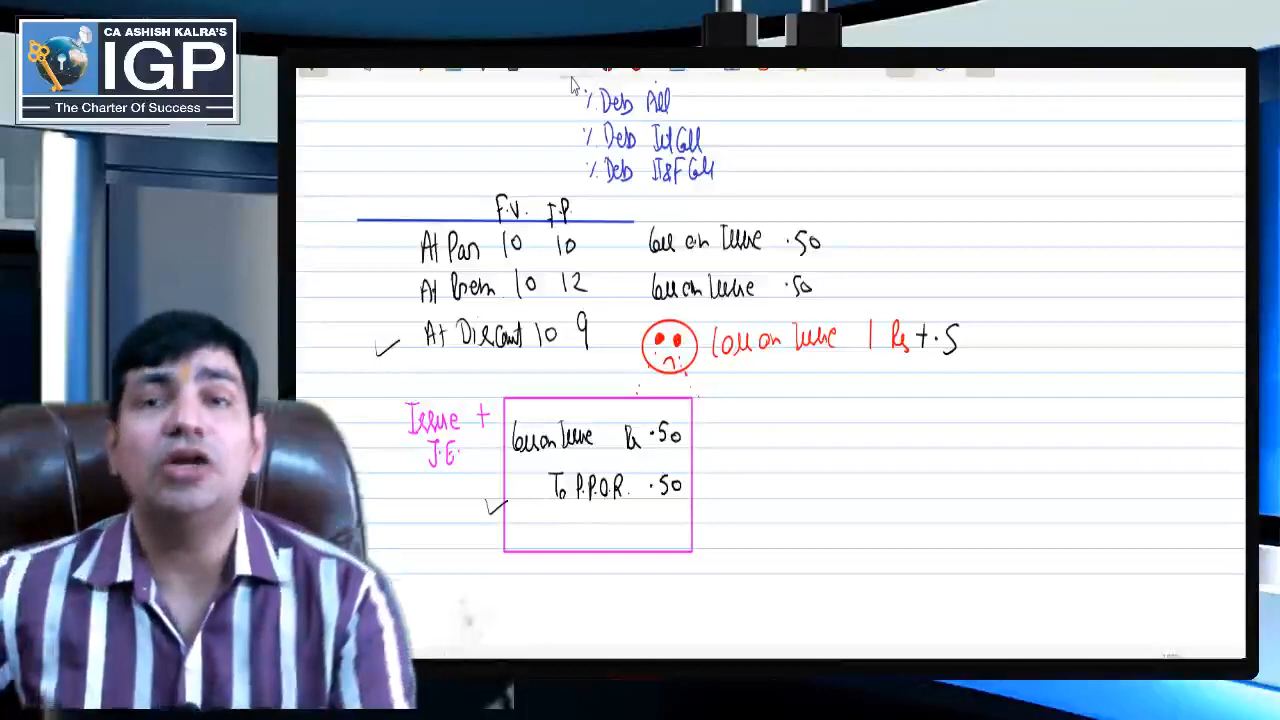 CA ASHISH KALRA'S
IGP
The Charter Of Success
% Deb All
% Deb Ist Call
% Deb II & F Call
F.V. I.P.
At Par 10 10 Loss on Issue .50
At Prem 10 12 Loss on Issue .50
At Discount 10 9 Loss on Issue 1 Rs + .5
Issue +
J.E.
Loss on Issue Dr .50
To P.P.O.R. .50